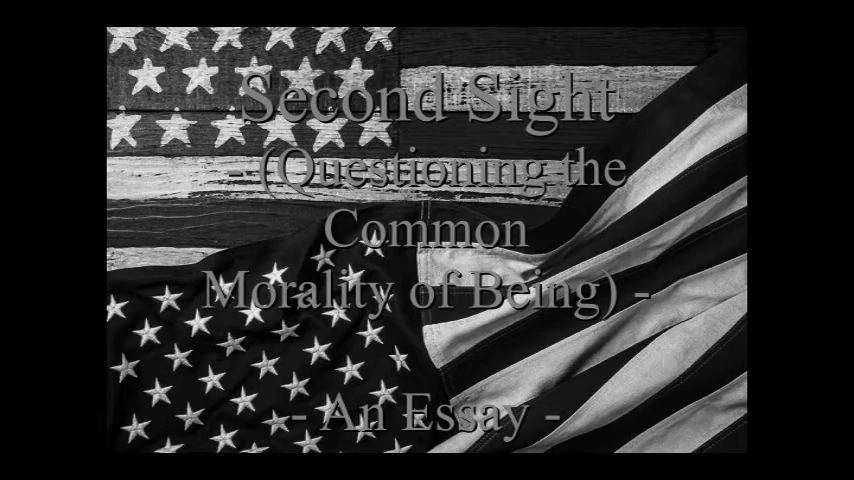 Second Sight
- (Questioning the
Common
Morality of Being) -
- An Essay -